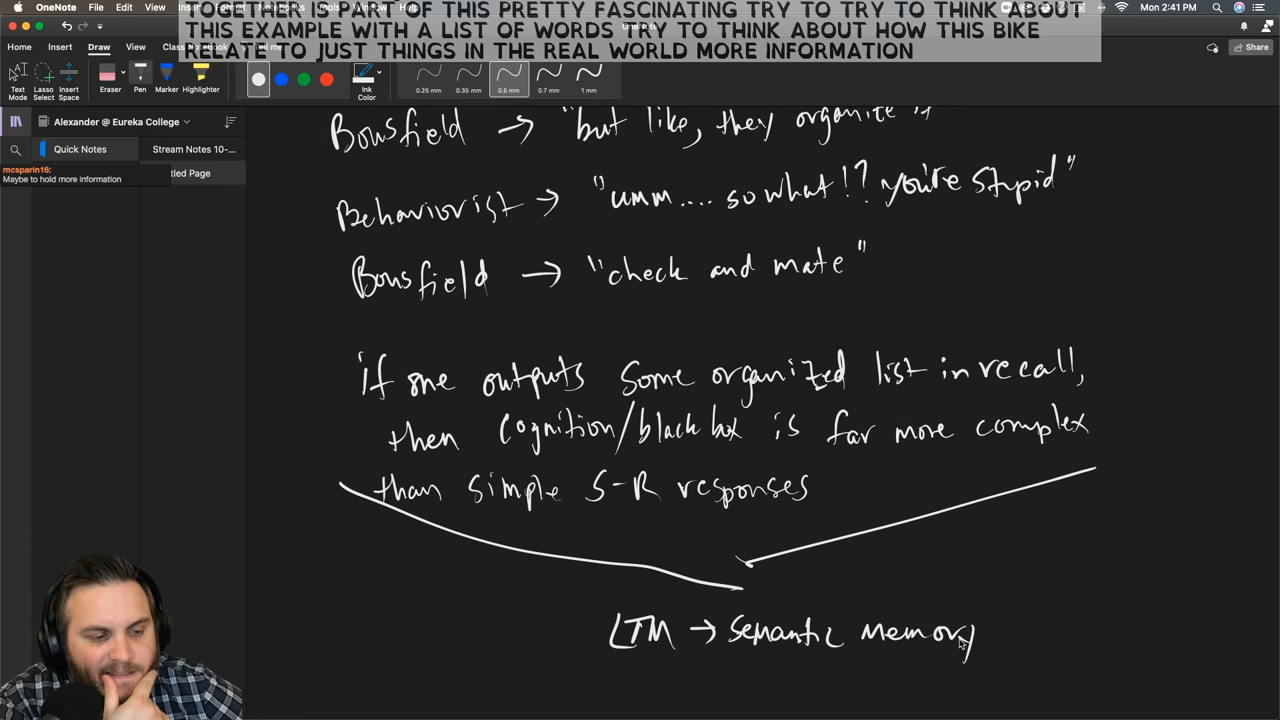 OneNote File Edit View Window Help
Mon 2:41 PM
TOGETHER IS PART OF THIS PRETTY FASCINATING TRY TO TRY TO THINK ABOUT
THIS EXAMPLE WITH A LIST OF WORDS TRY TO THINK ABOUT HOW THIS BIKE
RELATE TO JUST THINGS IN THE REAL WORLD MORE INFORMATION
Home Insert Draw View Class
Share
Text Mode
Lasso Select
Insert Space
Eraser
Pen
Marker
Highlighter
Ink Color
0.25 mm 0.35 mm 0.5 mm 0.7 mm 1 mm
Alexander @ Eureka College
Quick Notes
Stream Notes 10-...
mcsparin16:
Maybe to hold more information
tled Page
Bousfield → "but like, they organize it
Behaviorist → "umm.... so what!? you're stupid"
Bousfield → "check and mate"
if one outputs some organized list in recall,
then cognition/black box is far more complex
than simple S-R responses
LTM → Semantic Memory